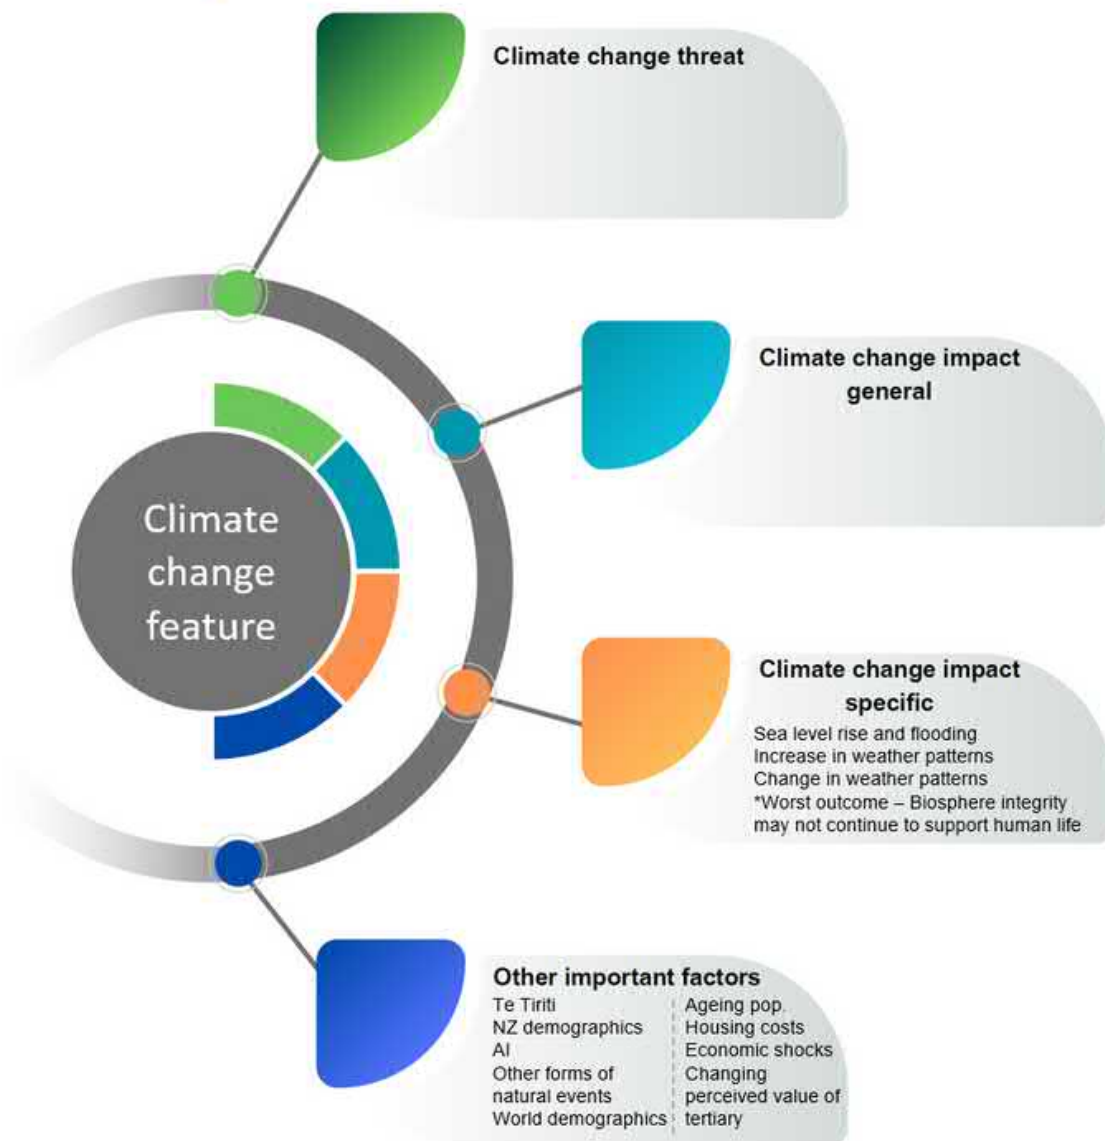 Climate change threat
Climate change impact
general
Climate
change
feature
Climate change impact
specific
Sea level rise and flooding
Increase in weather patterns
Change in weather patterns
*Worst outcome – Biosphere integrity
may not continue to support human life
Other important factors
Te Tiriti
NZ demographics
AI
Other forms of
natural events
World demographics
Ageing pop.
Housing costs
Economic shocks
Changing
perceived value of
tertiary